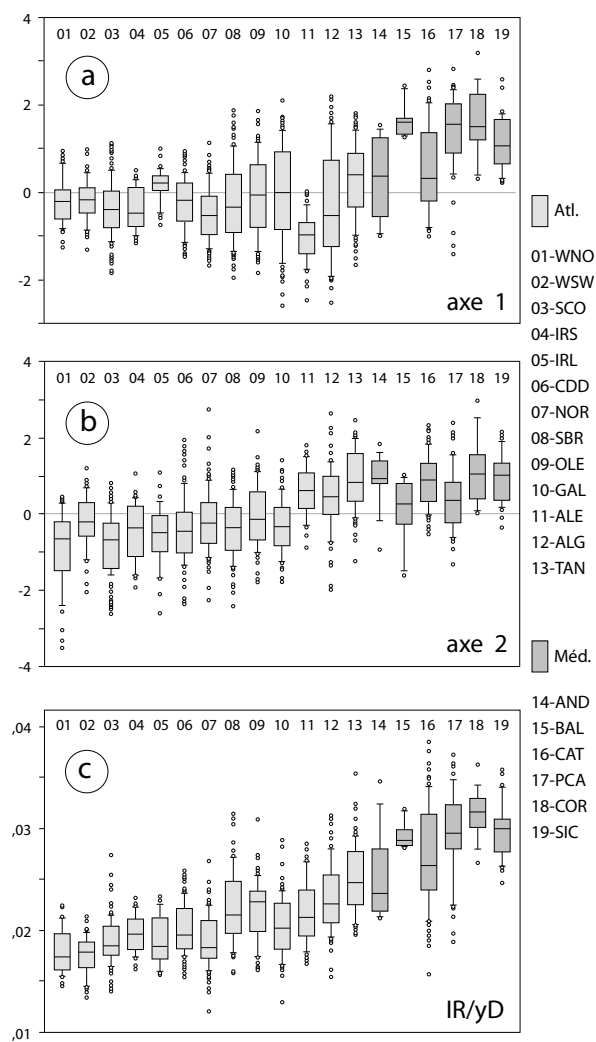 4
01 02 03 04 05 06 07 08 09 10 11 12 13 14 15 16 17 18 19
a
2
0
-2
axe 1
-4
Atl.
01-WNO
02-WSW
03-SCO
04-IRS
05-IRL
06-CDD
07-NOR
08-SBR
09-OLE
10-GAL
11-ALE
12-ALG
13-TAN
4
01 02 03 04 05 06 07 08 09 10 11 12 13 14 15 16 17 18 19
b
2
0
-2
axe 2
-4
Méd.
14-AND
15-BAL
16-CAT
17-PCA
18-COR
19-SIC
,04
01 02 03 04 05 06 07 08 09 10 11 12 13 14 15 16 17 18 19
c
,03
,02
IR/yD
,01